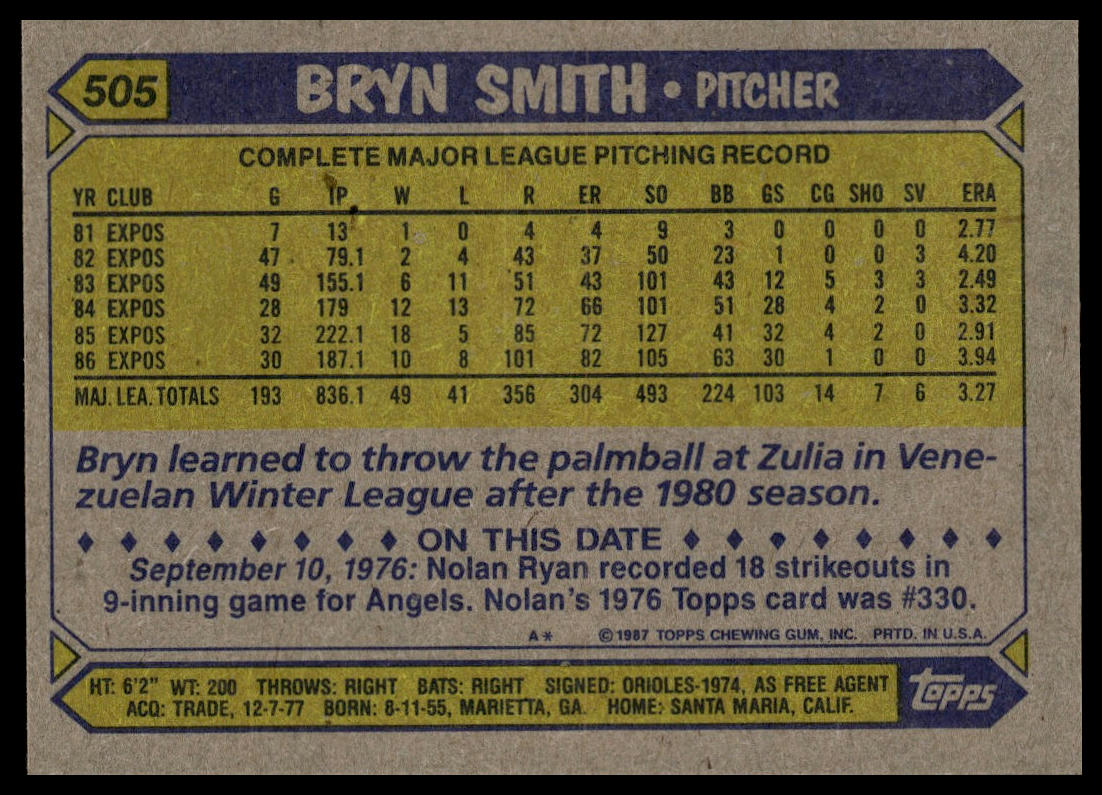 505 BRYN SMITH • PITCHER
COMPLETE MAJOR LEAGUE PITCHING RECORD
YR CLUB G IP W L R ER SO BB GS CG SHO SV ERA
81 EXPOS 7 13 1 0 4 4 9 3 0 0 0 0 2.77
82 EXPOS 47 79.1 2 4 43 37 50 23 1 0 0 3 4.20
83 EXPOS 49 155.1 6 11 51 43 101 43 12 5 3 3 2.49
84 EXPOS 28 179 12 13 72 66 101 51 28 4 2 0 3.32
85 EXPOS 32 222.1 18 5 85 72 127 41 32 4 2 0 2.91
86 EXPOS 30 187.1 10 8 101 82 105 63 30 1 0 0 3.94
MAJ. LEA. TOTALS 193 836.1 49 41 356 304 493 224 103 14 7 6 3.27
Bryn learned to throw the palmball at Zulia in Vene-
zuelan Winter League after the 1980 season.
♦ ♦ ♦ ♦ ♦ ♦ ♦ ♦ ON THIS DATE ♦ ♦ ♦ ♦ ♦ ♦ ♦ ♦
September 10, 1976: Nolan Ryan recorded 18 strikeouts in
9-inning game for Angels. Nolan's 1976 Topps card was #330.
A* © 1987 TOPPS CHEWING GUM, INC. PRTD. IN U.S.A.
HT: 6'2" WT: 200 THROWS: RIGHT BATS: RIGHT SIGNED: ORIOLES-1974, AS FREE AGENT
ACQ: TRADE, 12-7-77 BORN: 8-11-55, MARIETTA, GA. HOME: SANTA MARIA, CALIF.
topps